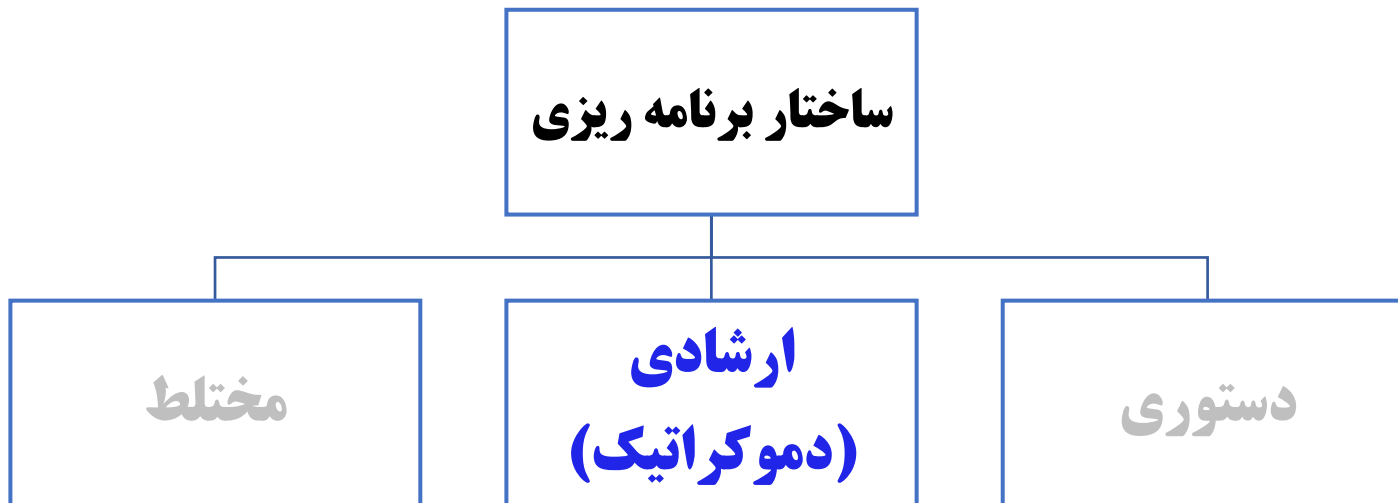 ساختار برنامه ریزی
دستوری
ارشادی
(دموکراتیک)
مختلط